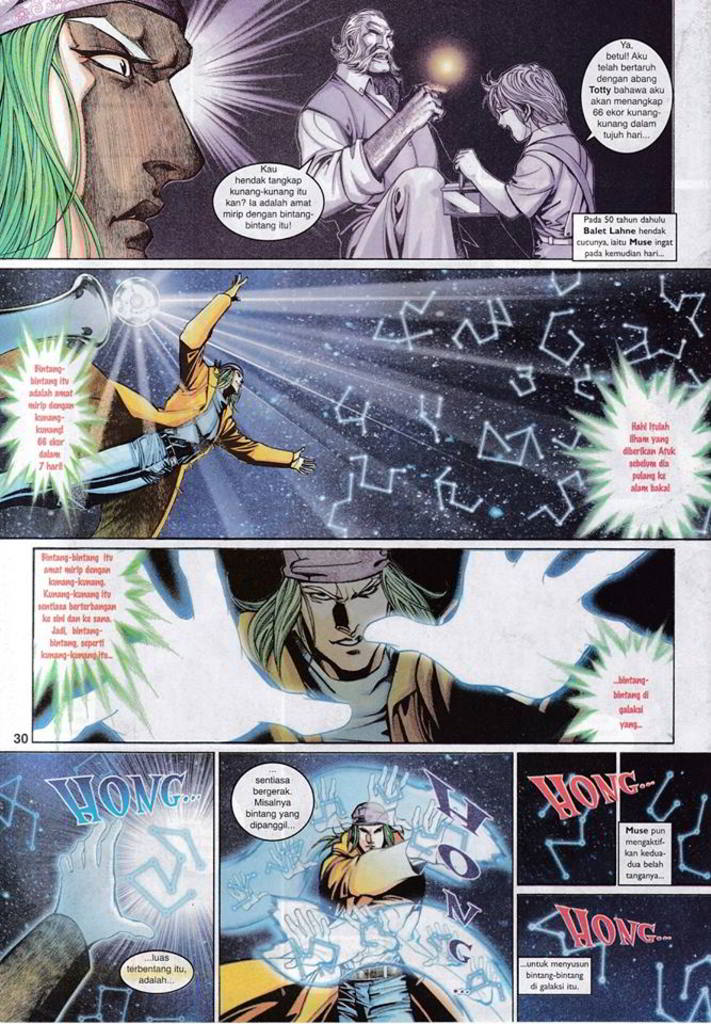 Ya,
betul! Aku
telah bertaruh
dengan abang
Totty bahawa aku
akan menangkap
66 ekor kunang-
kunang dalam
tujuh hari...
Kau
hendak tangkap
kunang-kunang itu
kan? Ia adalah amat
mirip dengan bintang-
bintang itu!
Pada 50 tahun dahulu
Balet Lahne hendak
cucunya, iaitu Muse ingat
pada kemudian hari...
Bintang-
bintang itu
adalah amat
mirip dengan
kunang-
kunang!
66 ekor
dalam
7 hari!
Hah! Itulah
ilham yang
diberikan Atuk
sebelum dia
pulang ke
alam baka!
Bintang-bintang itu
amat mirip dengan
kunang-kunang.
Kunang-kunang itu
sentiasa berterbangan
ke sini dan ke sana.
Jadi, bintang-
bintang, seperti
kunang-kunang...
...bintang-
bintang di
galaksi
yang...
30
HONG...
...luas
terbentang itu,
adalah...
...
sentiasa
bergerak.
Misalnya
bintang yang
dipanggil...
HONG...
HONG...
Muse pun
mengaktif-
kan kedua-
dua belah
tanganya...
HONG...
...untuk menyusun
bintang-bintang
di galaksi itu.